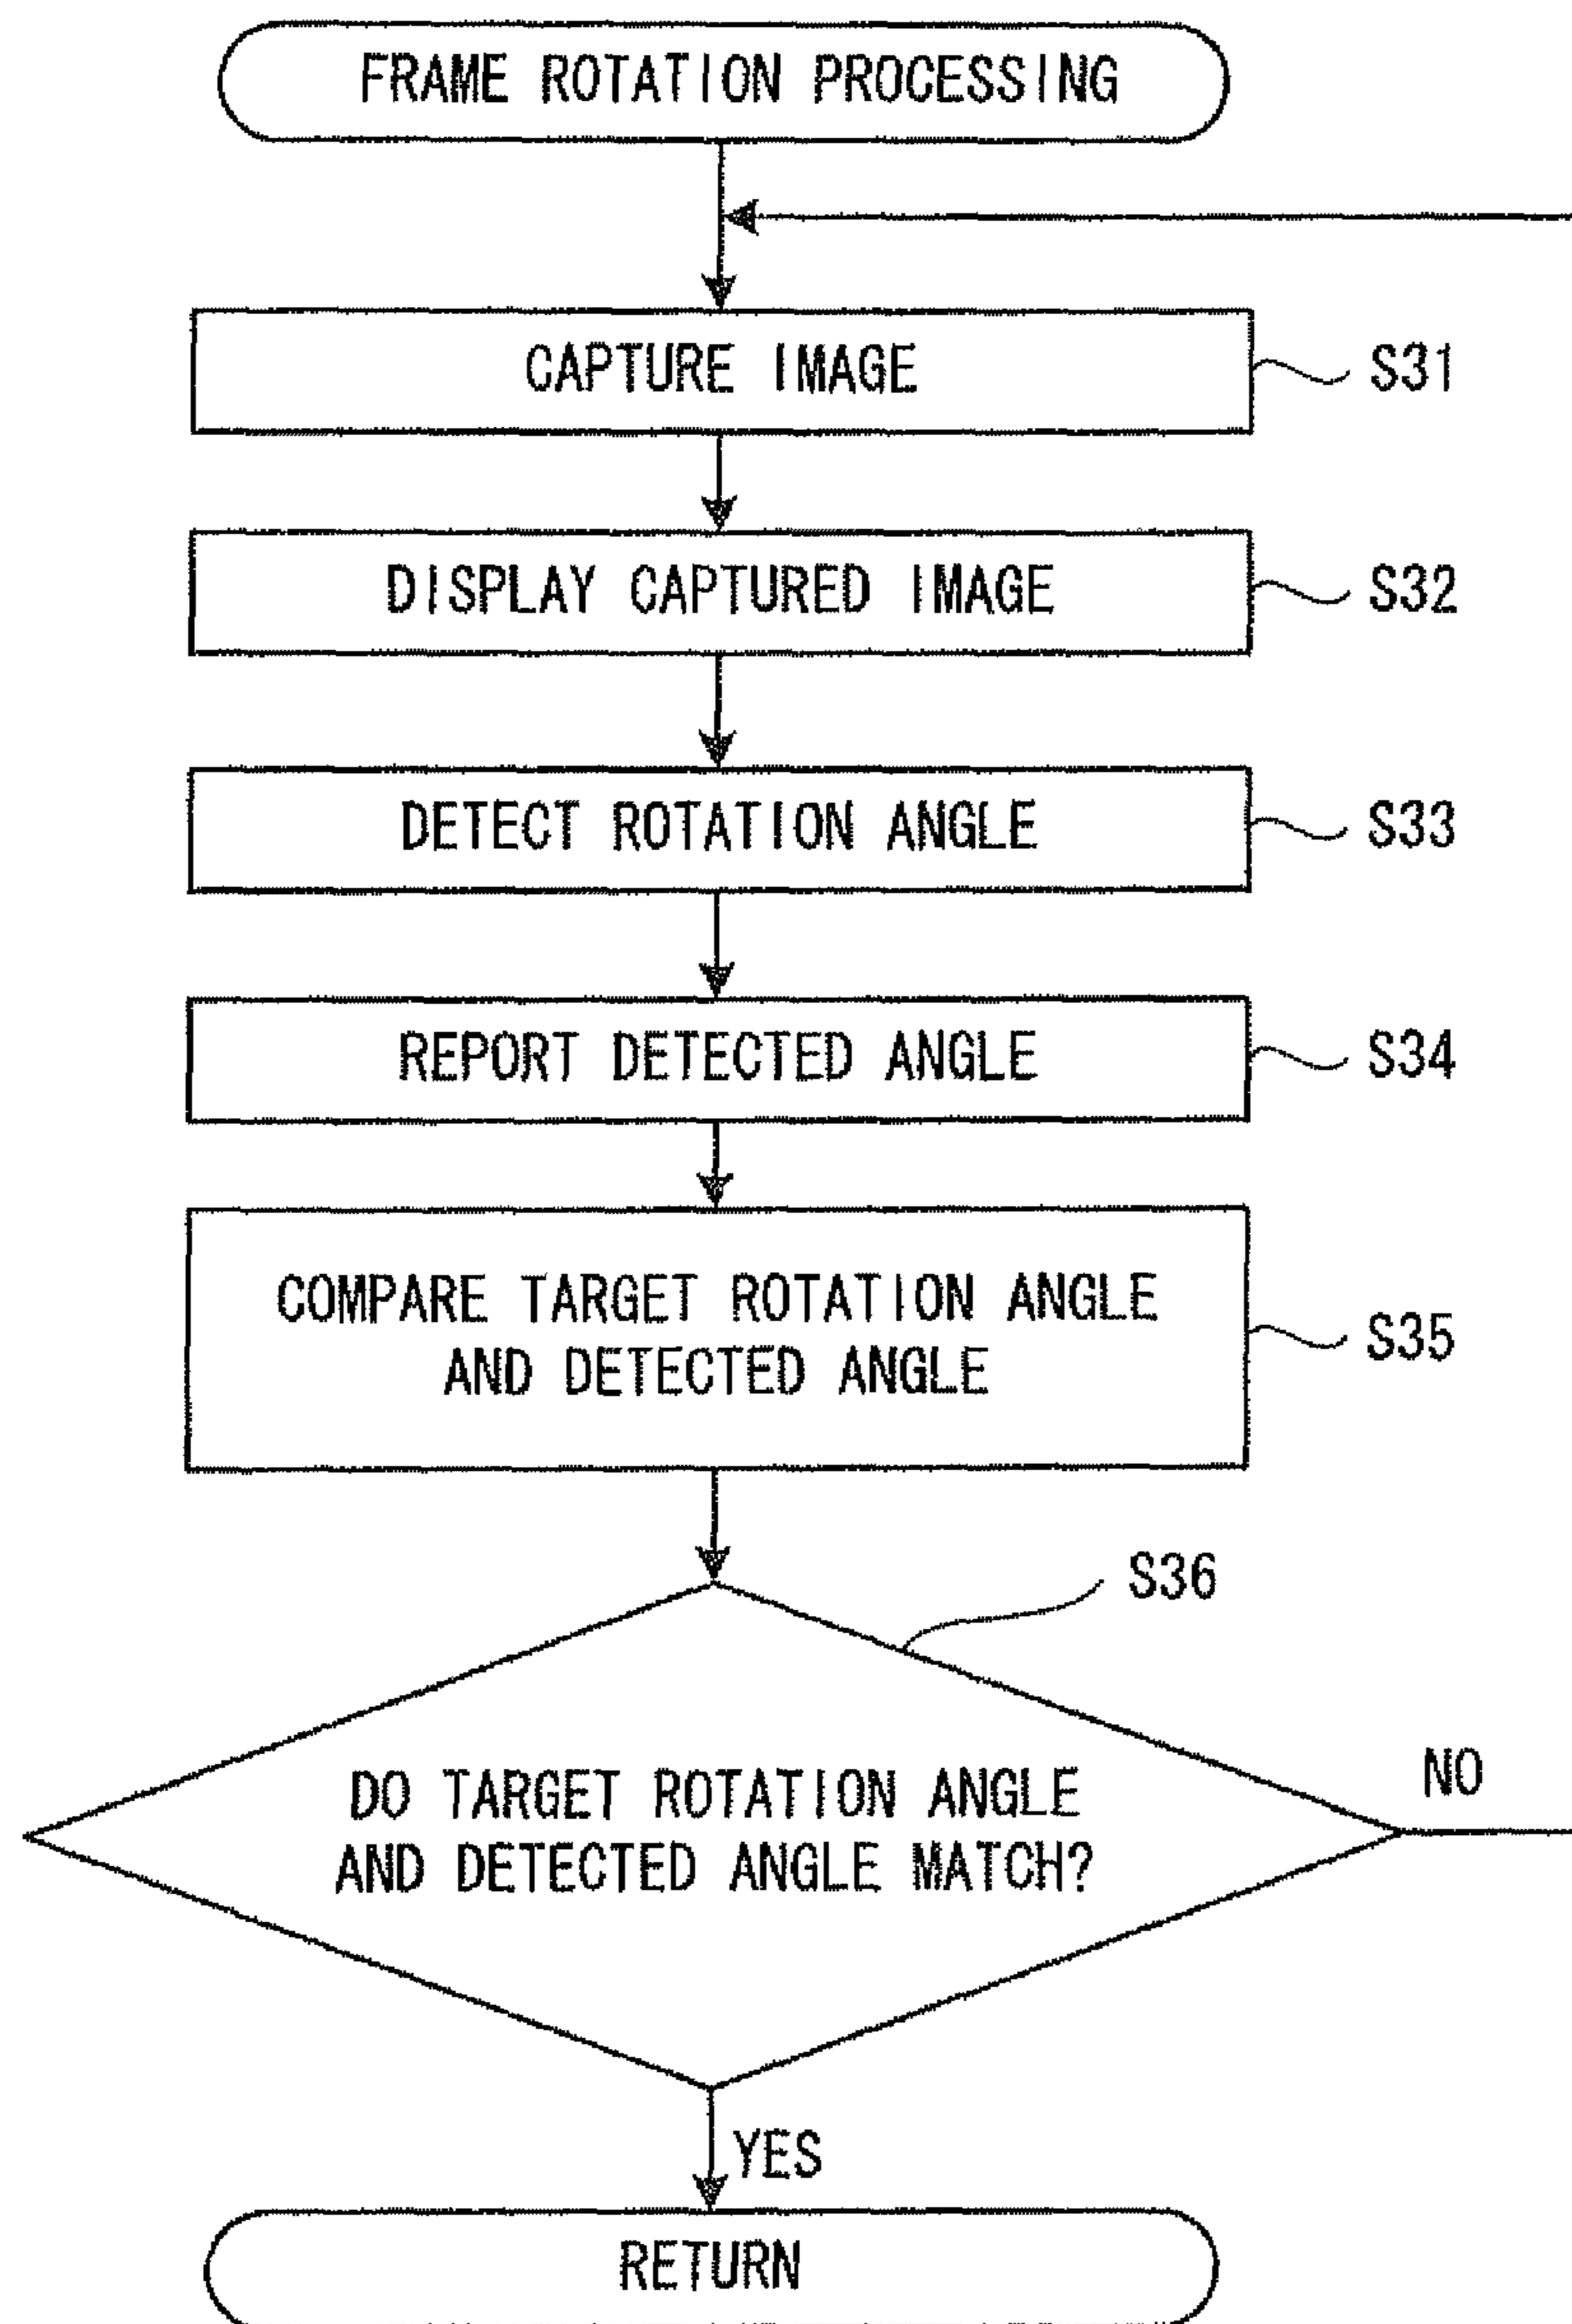 FRAME ROTATION PROCESSING
CAPTURE IMAGE
S31
DISPLAY CAPTURED IMAGE
S32
DETECT ROTATION ANGLE
S33
REPORT DETECTED ANGLE
S34
COMPARE TARGET ROTATION ANGLE
AND DETECTED ANGLE
S35
S36
DO TARGET ROTATION ANGLE
AND DETECTED ANGLE MATCH?
NO
YES
RETURN